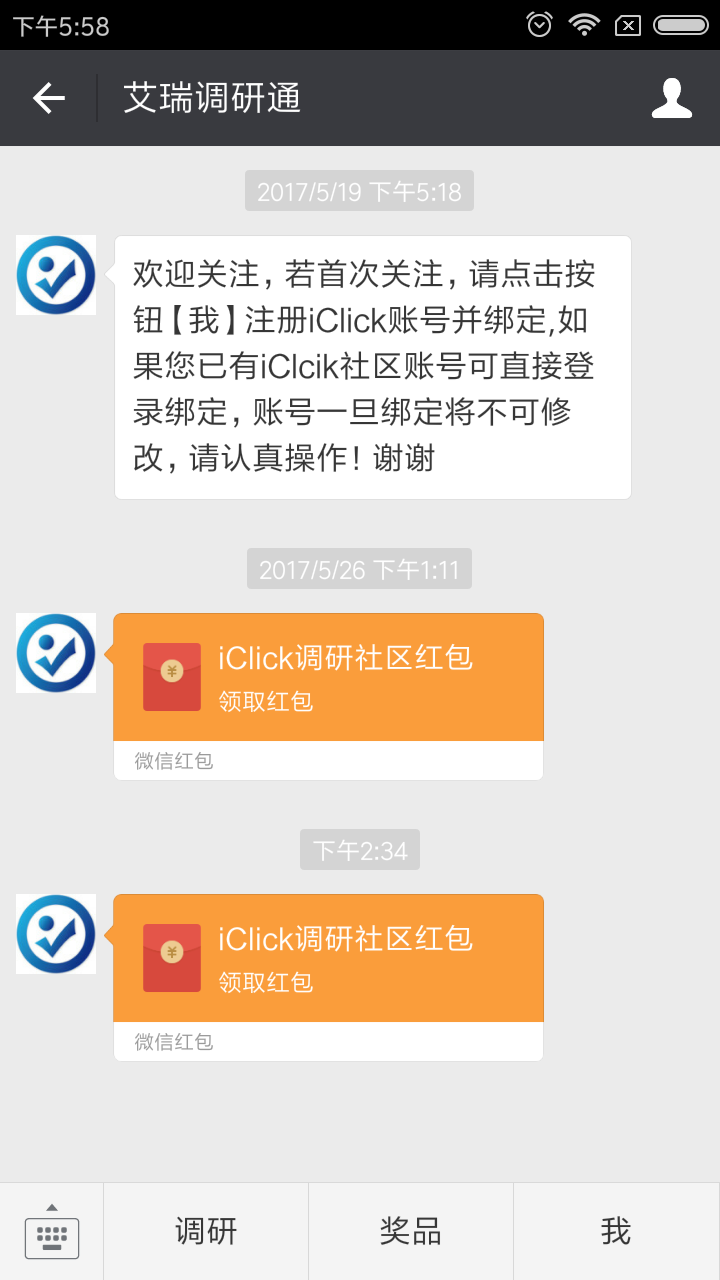 下午5:58
艾瑞调研通
2017/5/19 下午5:18
欢迎关注，若首次关注，请点击按
钮【我】注册iClick账号并绑定,如
果您已有iClcik社区账号可直接登
录绑定，账号一旦绑定将不可修
改，请认真操作！谢谢
2017/5/26 下午1:11
iClick调研社区红包
领取红包
微信红包
下午2:34
iClick调研社区红包
领取红包
微信红包
调研
奖品
我